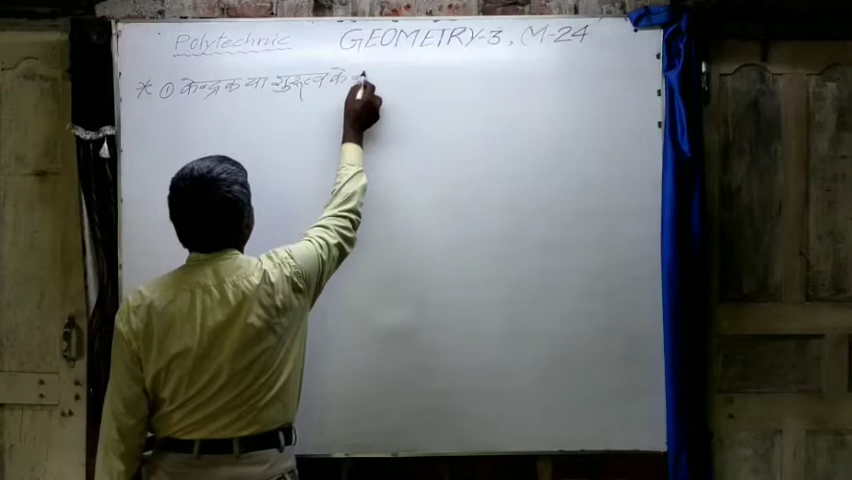 Polytechnic GEOMETRY-3, (M-24
* ① केन्द्रक या गुरुत्व के